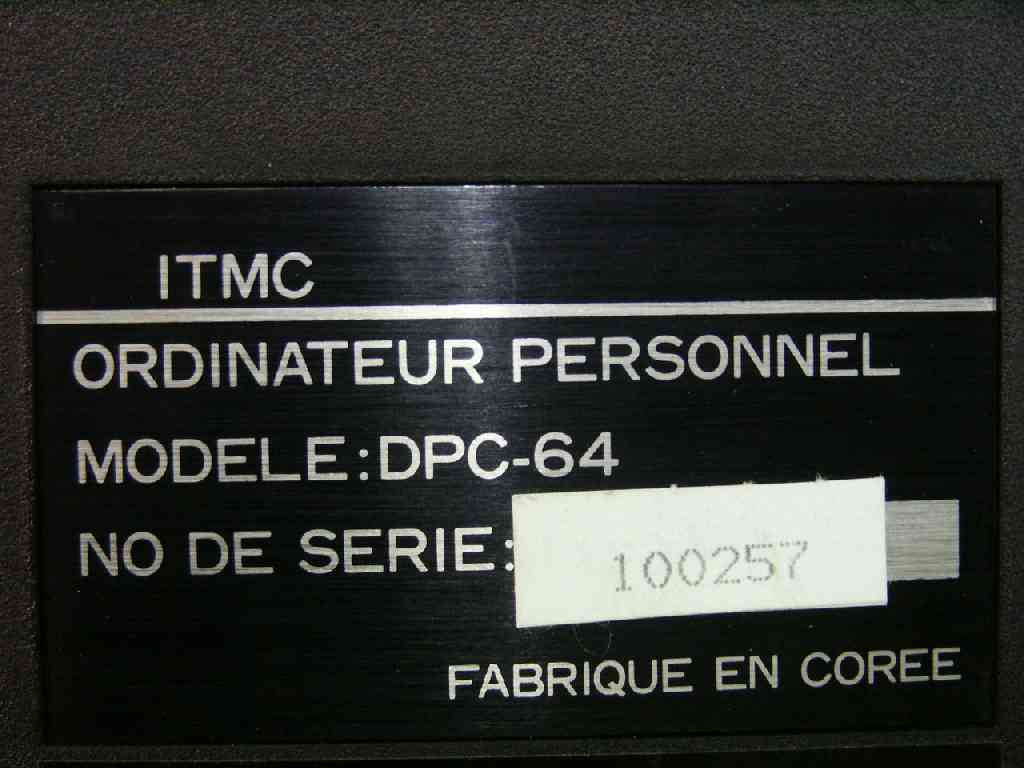 ITMC
ORDINATEUR PERSONNEL
MODELE:DPC-64
NO DE SERIE: 100257
FABRIQUE EN COREE